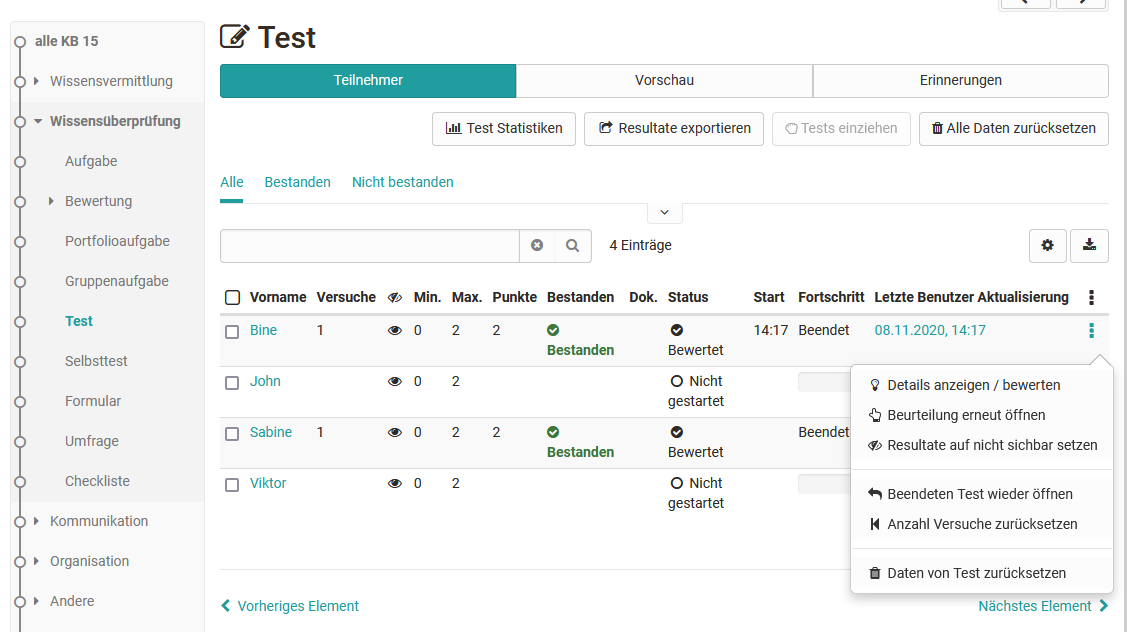 alle KB 15
Wissensvermittlung
Wissensüberprüfung
Aufgabe
Bewertung
Portfolioaufgabe
Gruppenaufgabe
Test
Selbsttest
Formular
Umfrage
Checkliste
Kommunikation
Organisation
Andere
Test
Teilnehmer Vorschau Erinnerungen
Test Statistiken Resultate exportieren Tests einziehen Alle Daten zurücksetzen
Alle Bestanden Nicht bestanden
4 Einträge
Vorname Versuche Min. Max. Punkte Bestanden Dok. Status Start Fortschritt Letzte Benutzer Aktualisierung
Bine 1 0 2 2 Bestanden Bewertet 14:17 Beendet 08.11.2020, 14:17
John 0 2 Nicht gestartet
Sabine 1 0 2 2 Bestanden Bewertet Beendet
Viktor 0 2 Nicht gestartet
Details anzeigen / bewerten
Beurteilung erneut öffnen
Resultate auf nicht sichbar setzen
Beendeten Test wieder öffnen
Anzahl Versuche zurücksetzen
Daten von Test zurücksetzen
Vorheriges Element Nächstes Element